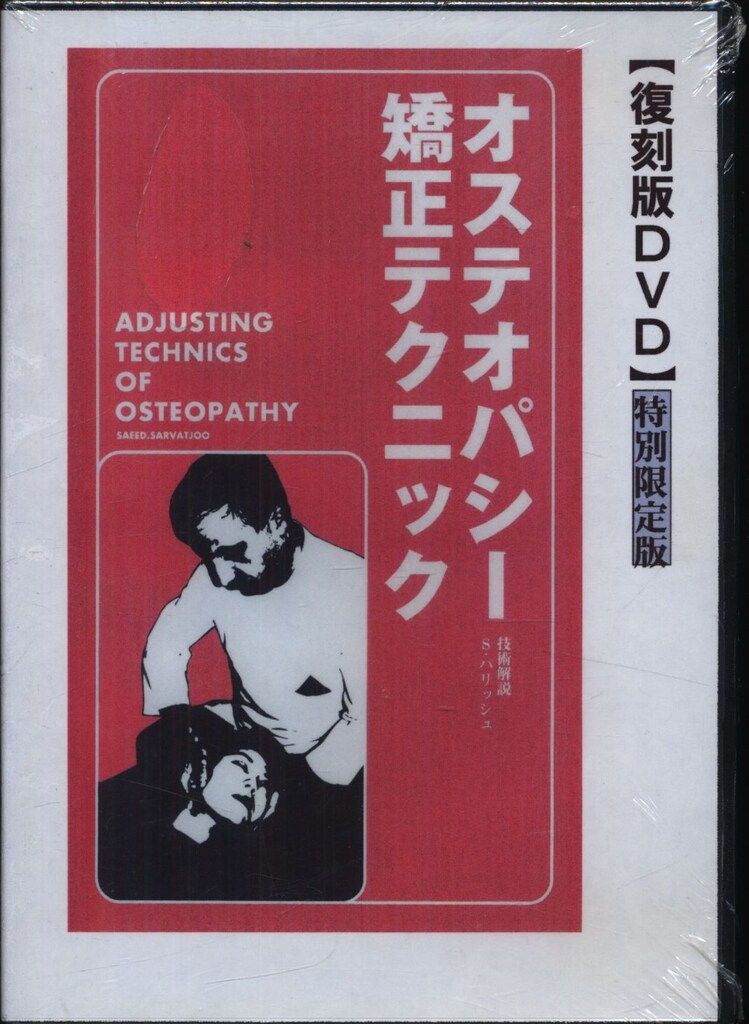 【復刻版DVD】特別限定版
オステオパシー
矯正テクニック
技術解説
S・パリッシュ
ADJUSTING
TECHNICS
OF
OSTEOPATHY
SAEED.SARVATJOO